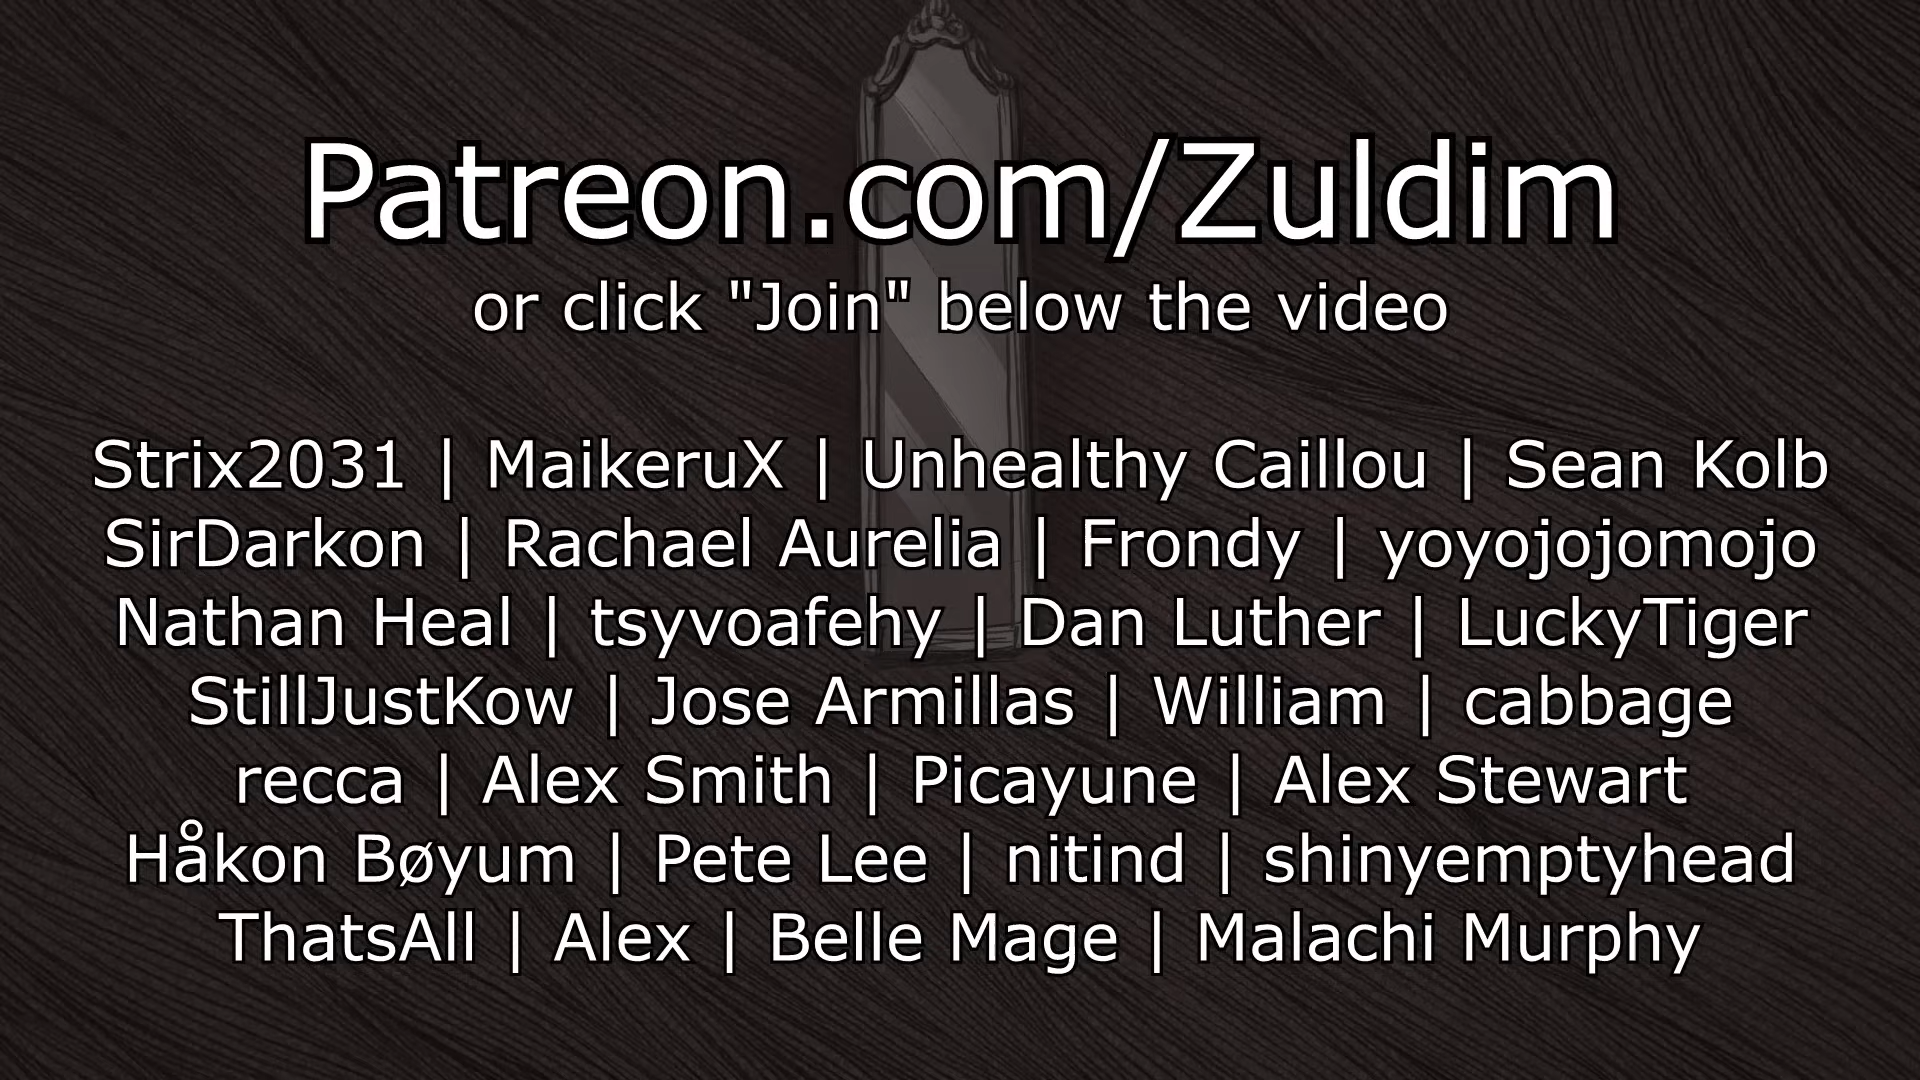 Patreon.com/Zuldim
or click "Join" below the video
Strix2031 | MaikeruX | Unhealthy Caillou | Sean Kolb
SirDarkon | Rachael Aurelia | Frondy | yoyojojomojo
Nathan Heal | tsyvoafehy | Dan Luther | LuckyTiger
StillJustKow | Jose Armillas | William | cabbage
recca | Alex Smith | Picayune | Alex Stewart
Håkon Bøyum | Pete Lee | nitind | shinyemptyhead
ThatsAll | Alex | Belle Mage | Malachi Murphy